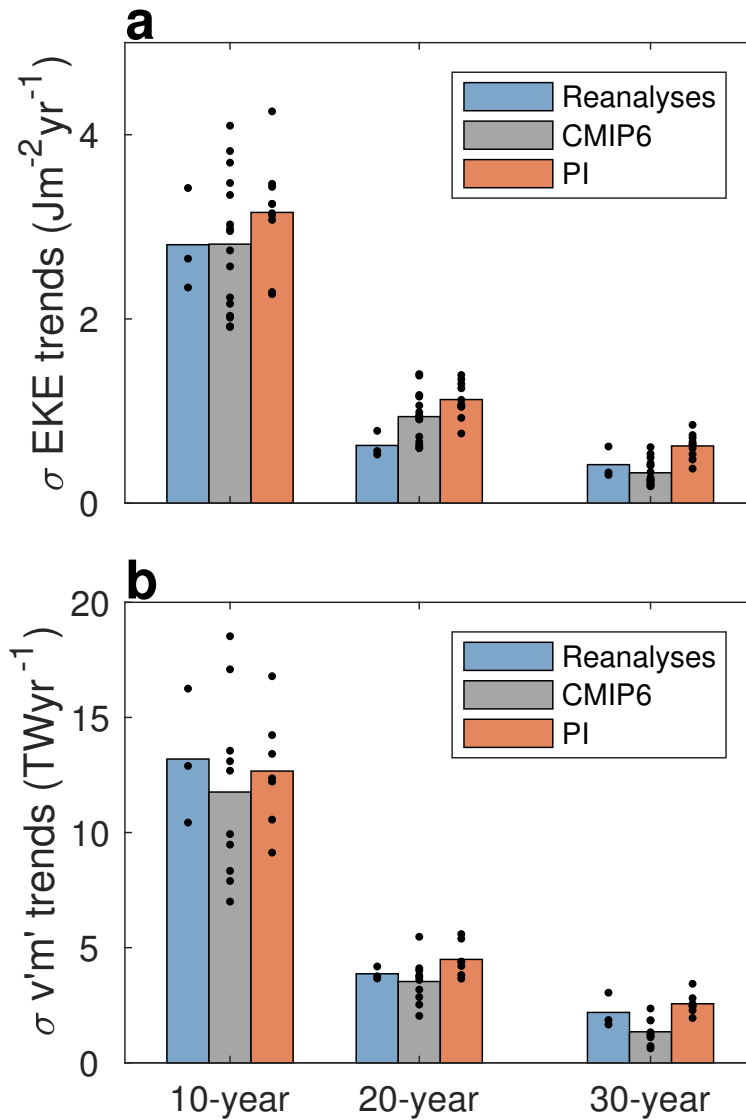 a
σ EKE trends (Jm⁻²yr⁻¹)
4
2
0
Reanalyses
CMIP6
PI
b
σ v'm' trends (TWyr⁻¹)
20
15
10
5
0
Reanalyses
CMIP6
PI
10-year 20-year 30-year